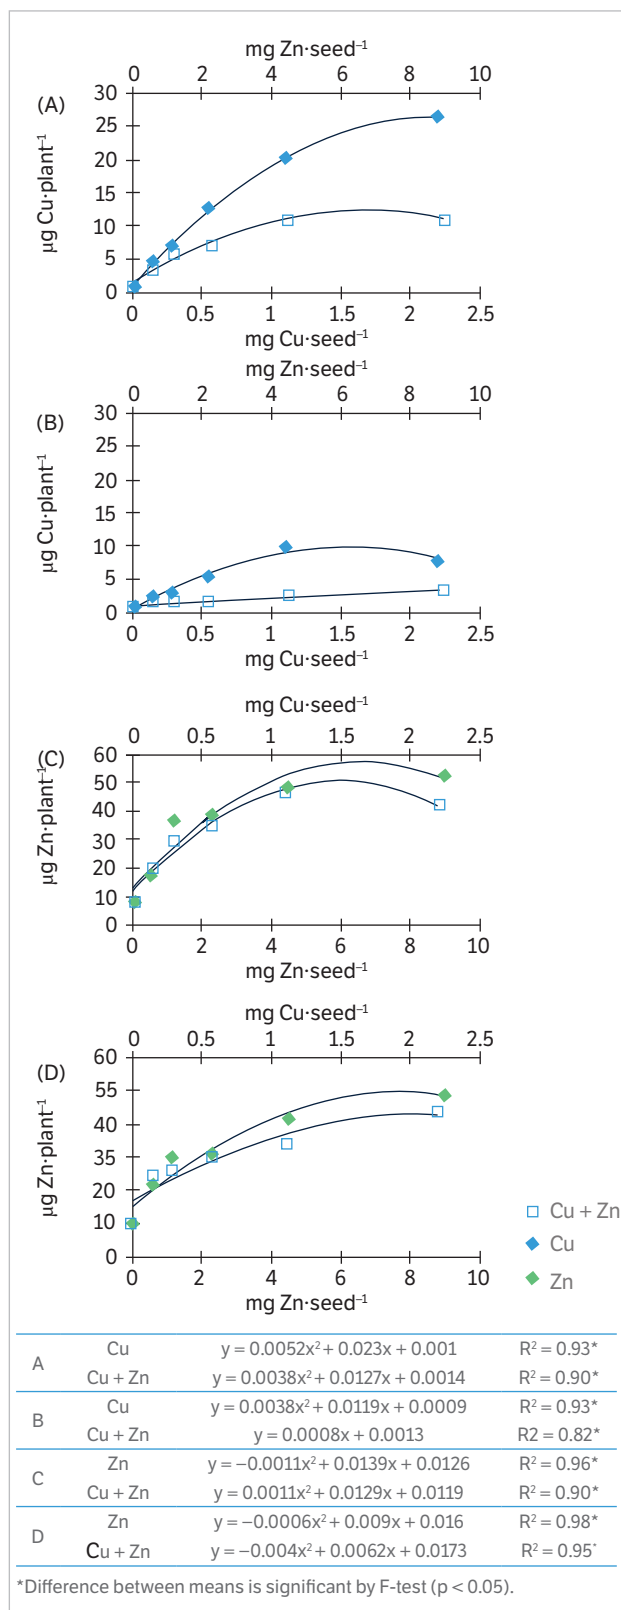 mg Zn·seed⁻¹
0 2 4 6 8 10
(A)
30
25
20
15
10
5
0
μg Cu·plant⁻¹
0 0.5 1 1.5 2 2.5
mg Cu·seed⁻¹
mg Zn·seed⁻¹
0 2 4 6 8 10
(B)
30
25
20
15
10
5
0
μg Cu·plant⁻¹
0 0.5 1 1.5 2 2.5
mg Cu·seed⁻¹
mg Cu·seed⁻¹
0 0.5 1 1.5 2 2.5
(C)
60
50
40
30
20
10
0
μg Zn·plant⁻¹
0 2 4 6 8 10
mg Zn·seed⁻¹
mg Cu·seed⁻¹
0 0.5 1 1.5 2 2.5
(D)
60
55
40
35
20
10
0
μg Zn·plant⁻¹
0 2 4 6 8 10
mg Zn·seed⁻¹
Cu + Zn
Cu
Zn
A Cu y = 0.0052x² + 0.023x + 0.001 R² = 0.93*
Cu + Zn y = 0.0038x² + 0.0127x + 0.0014 R² = 0.90*
B Cu y = 0.0038x² + 0.0119x + 0.0009 R² = 0.93*
Cu + Zn y = 0.0008x + 0.0013 R2 = 0.82*
C Zn y = −0.0011x² + 0.0139x + 0.0126 R² = 0.96*
Cu + Zn y = 0.0011x² + 0.0129x + 0.0119 R² = 0.90*
D Zn y = −0.0006x² + 0.009x + 0.016 R² = 0.98*
Cu + Zn y = −0.004x² + 0.0062x + 0.0173 R² = 0.95*
*Difference between means is significant by F-test (p < 0.05).